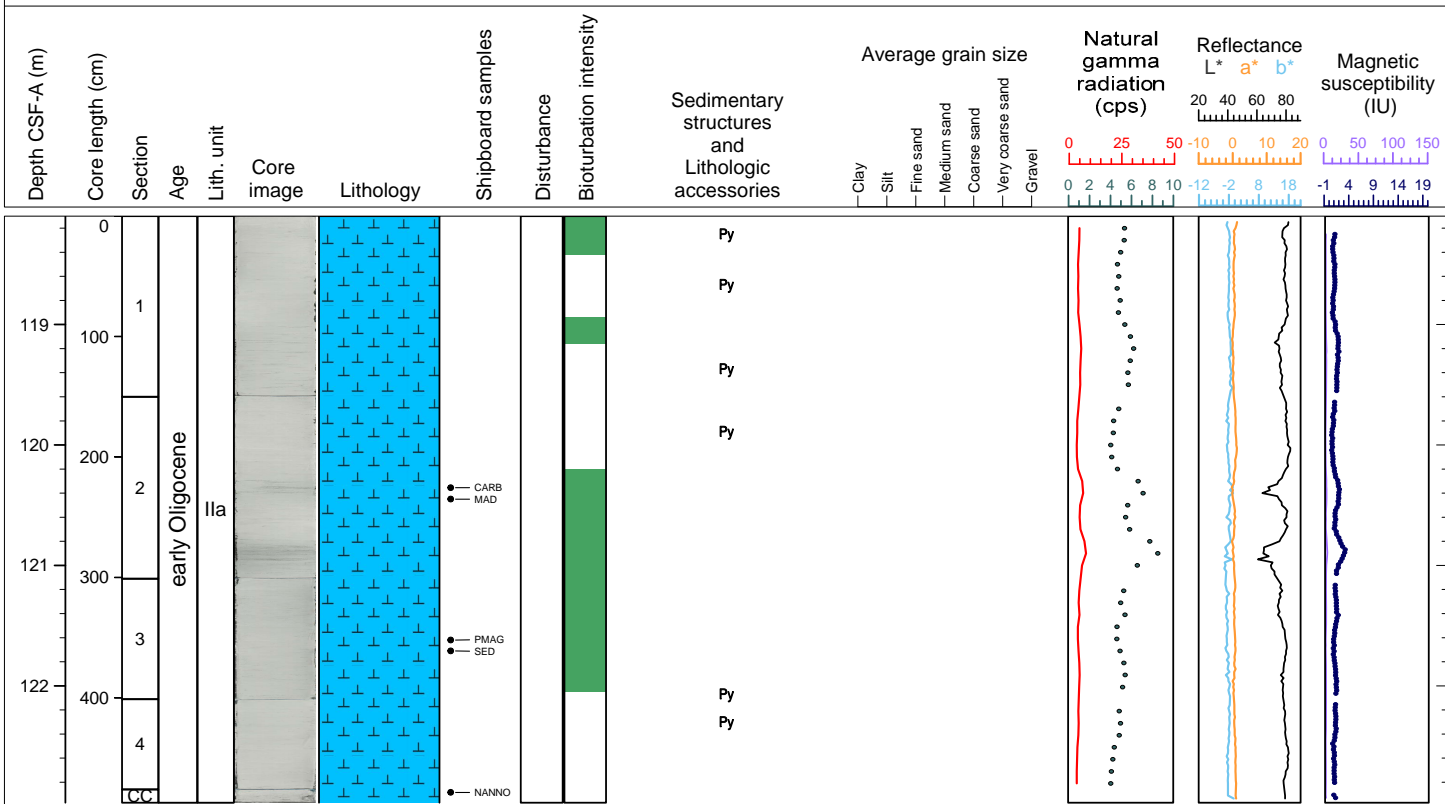 Depth CSF-A (m)
Core length (cm)
Section
Age
Lith. unit
Core
image
Lithology
Shipboard samples
Disturbance
Bioturbation intensity
Sedimentary
structures
and
Lithologic
accessories
Average grain size
Clay
Silt
Fine sand
Medium sand
Coarse sand
Very coarse sand
Gravel
Natural
gamma
radiation
(cps)
0 25 50
0 2 4 6 8 10
Reflectance
L* a* b*
20 40 60 80
-10 0 10 20
-12 -2 8 18
Magnetic
susceptibility
(IU)
0 50 100 150
-1 4 9 14 19
119
120
121
122
0
100
200
300
400
1
2
3
4
CC
early Oligocene
IIa
CARB
MAD
PMAG
SED
NANNO
Py
Py
Py
Py
Py
Py